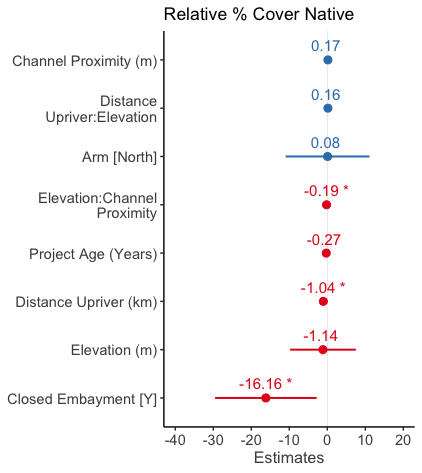 Relative % Cover Native
Channel Proximity (m)
0.17
Distance
Upriver:Elevation
0.16
Arm [North]
0.08
Elevation:Channel
Proximity
-0.19 *
Project Age (Years)
-0.27
Distance Upriver (km)
-1.04 *
Elevation (m)
-1.14
Closed Embayment [Y]
-16.16 *
-40 -30 -20 -10 0 10 20
Estimates